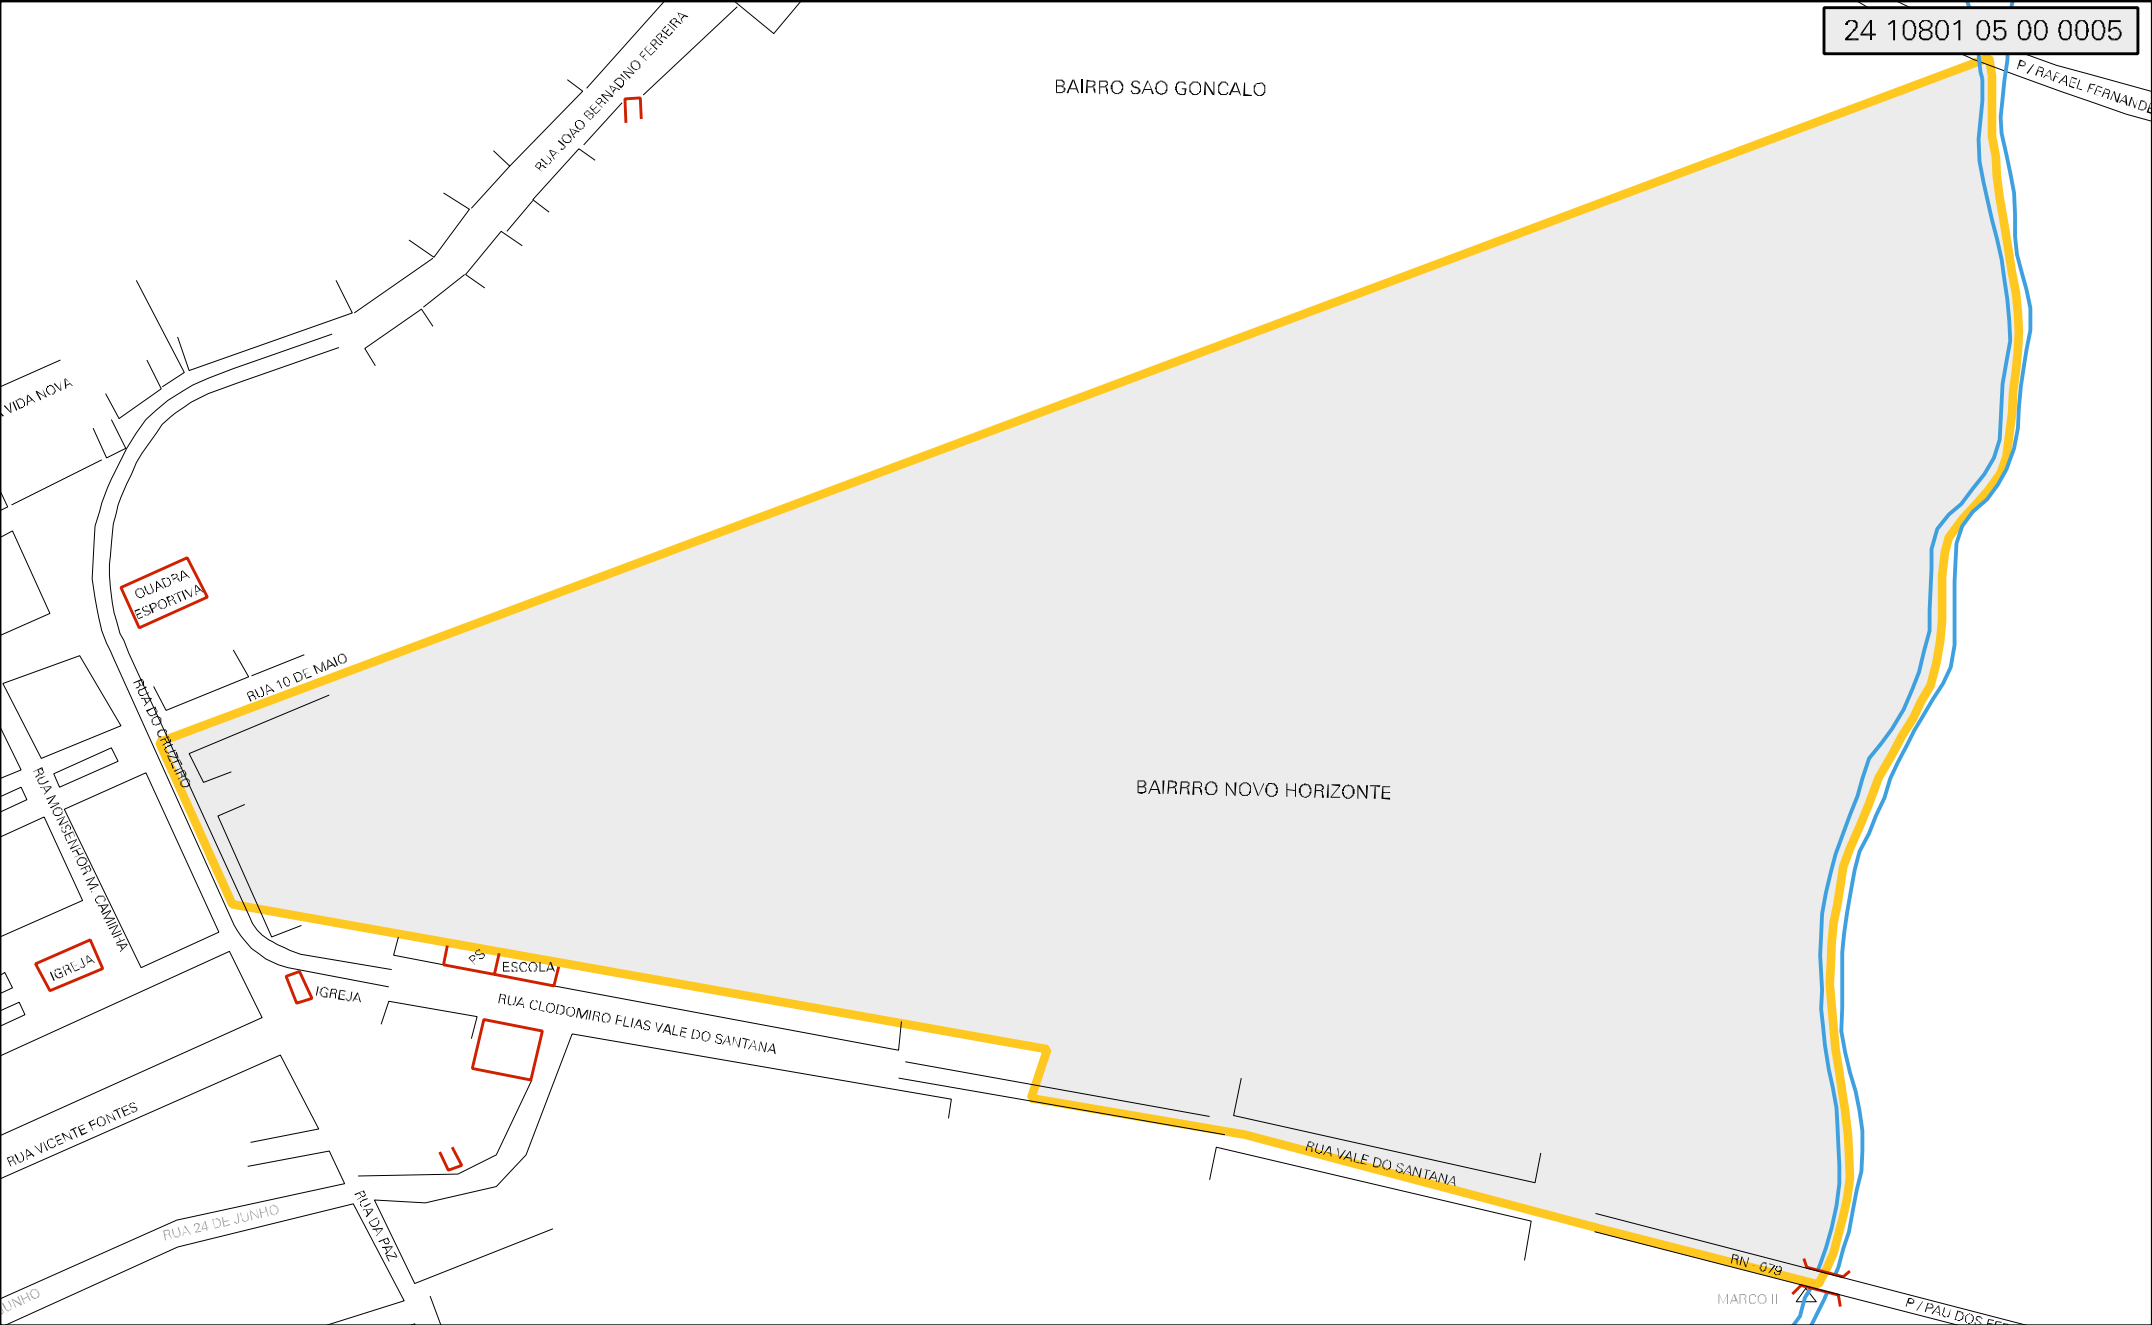 24 10801 05 00 0005
P / RAFAEL FERNANDE
BAIRRO SAO GONCALO
RUA JOAO BERNADINO FERREIRA
VIDA NOVA
QUADRA
ESPORTIVA
RUA 10 DE MAIO
RUA DO CRUZEIRO
BAIRRRO NOVO HORIZONTE
RUA MONSENHOR M. CAMINHA
IGREJA
PS
ESCOLA
IGREJA
RUA CLODOMIRO ELIAS VALE DO SANTANA
RUA VICENTE FONTES
RUA VALE DO SANTANA
RUA 24 DE JUNHO
RUA DA PAZ
RN 079
MARCO II
JUNHO
P / PAU DOS FER